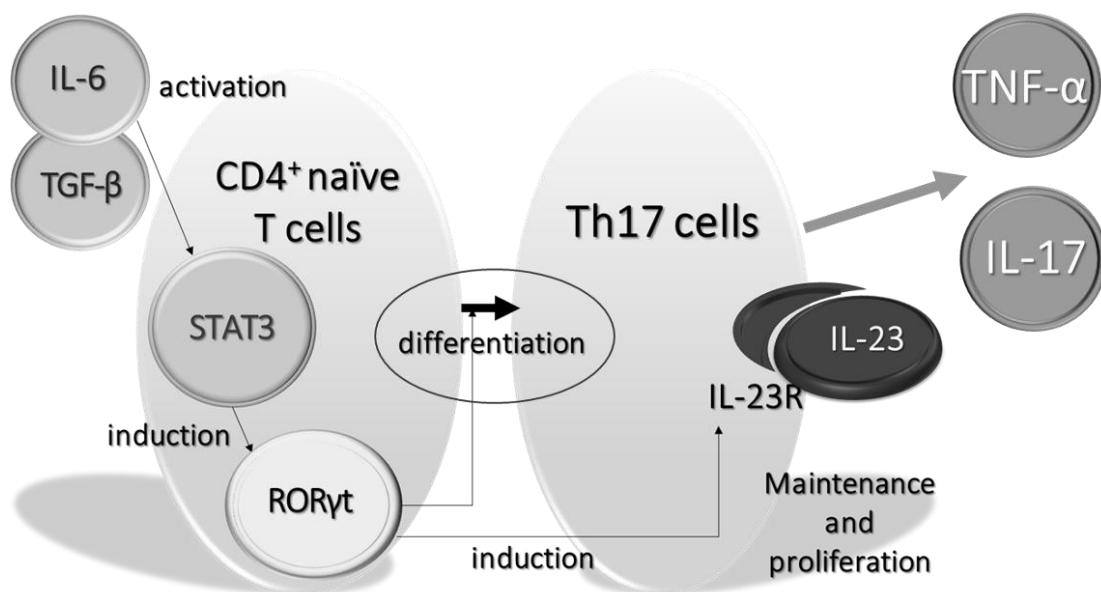 IL-6
activation
TGF-β
CD4⁺ naïve
T cells
STAT3
induction
RORγt
differentiation
Th17 cells
IL-23
IL-23R
induction
Maintenance
and
proliferation
TNF-α
IL-17